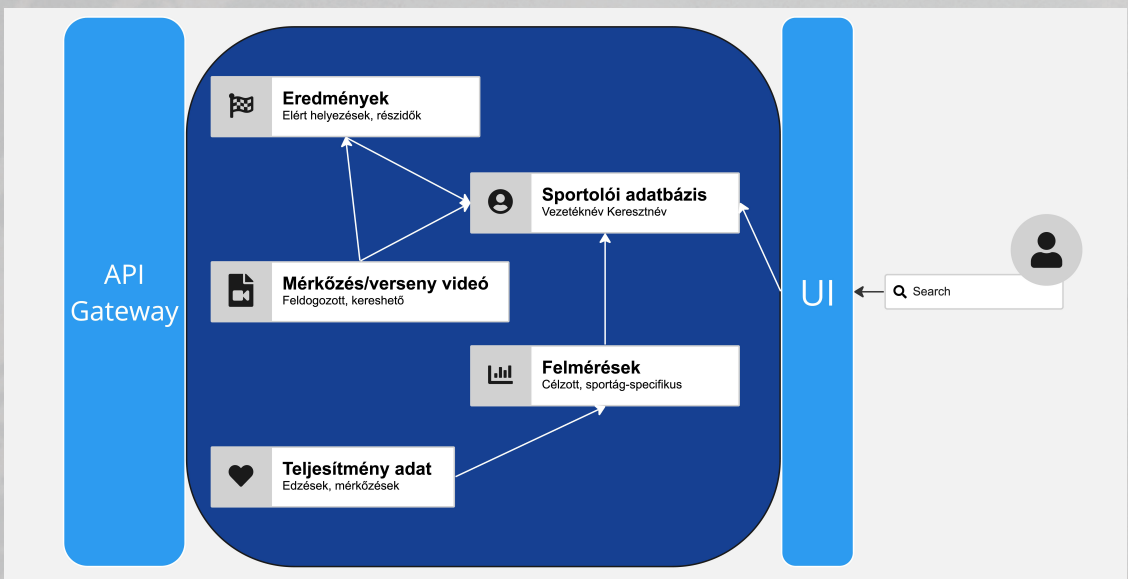 API
Gateway
Eredmények
Elért helyezések, részidők
Sportolói adatbázis
Vezetéknév Keresztnév
Mérkőzés/verseny videó
Feldogozott, kereshető
Felmérések
Célzott, sportág-specifikus
Teljesítmény adat
Edzések, mérkőzések
UI
Search